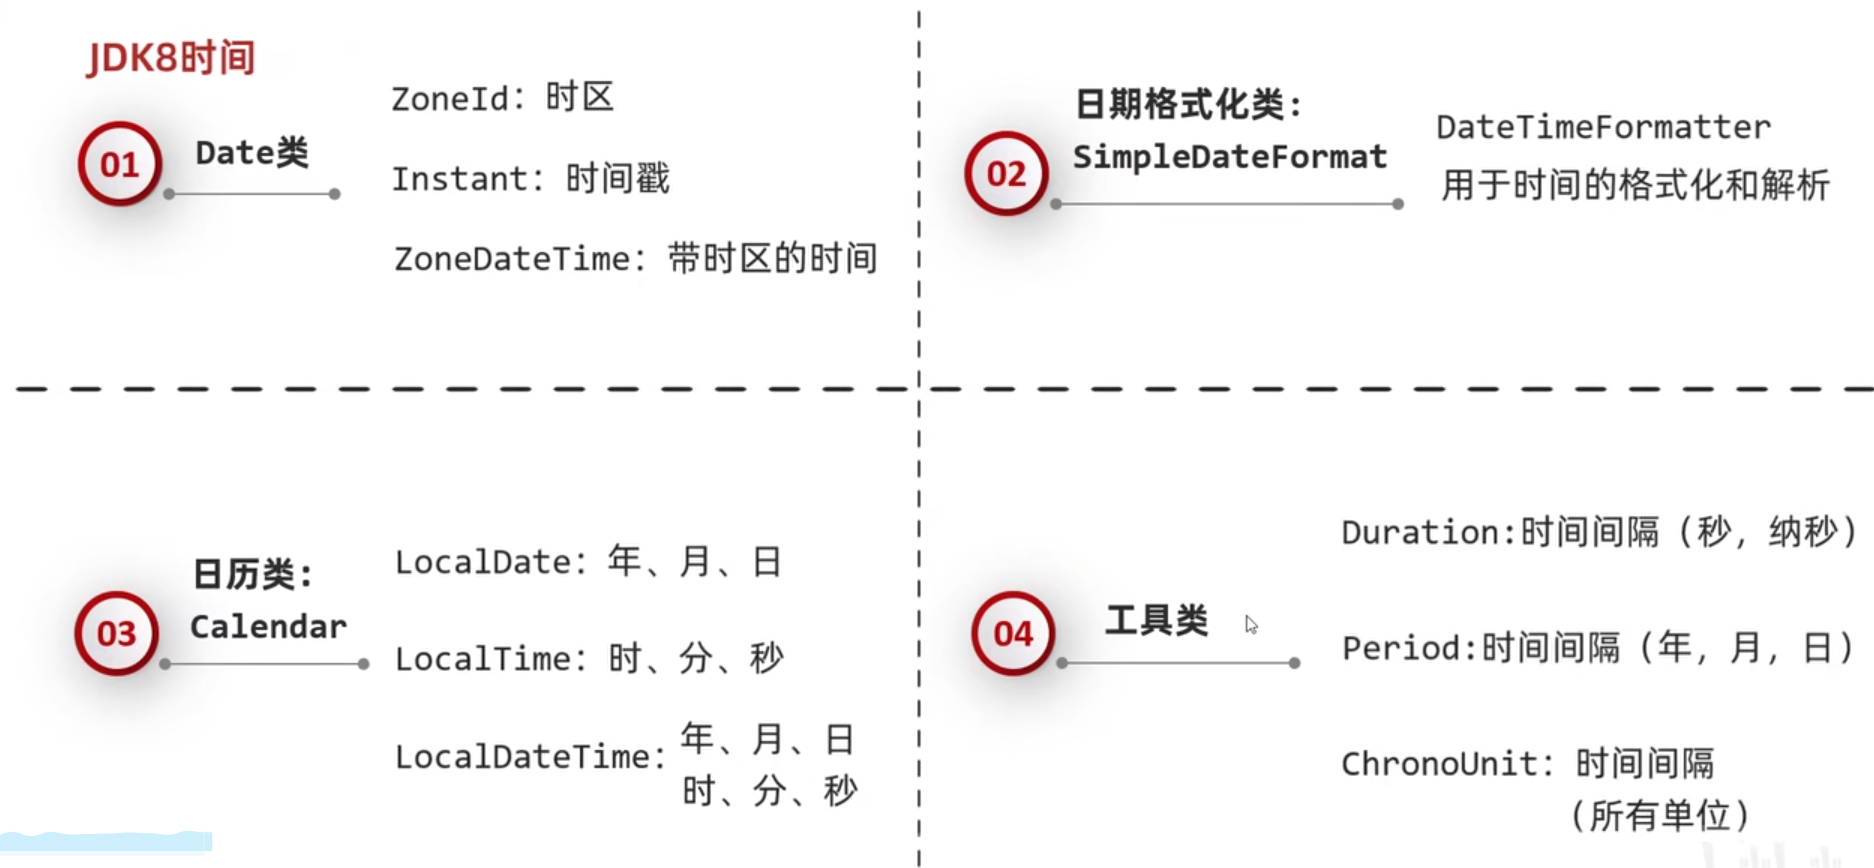 JDK8时间
01
Date类
ZoneId：时区
Instant：时间戳
ZoneDateTime：带时区的时间
02
日期格式化类：
SimpleDateFormat
DateTimeFormatter
用于时间的格式化和解析
03
日历类：
Calendar
LocalDate：年、月、日
LocalTime：时、分、秒
LocalDateTime：
年、月、日
时、分、秒
04
工具类
Duration:时间间隔（秒，纳秒）
Period:时间间隔（年，月，日）
ChronoUnit：时间间隔
（所有单位）